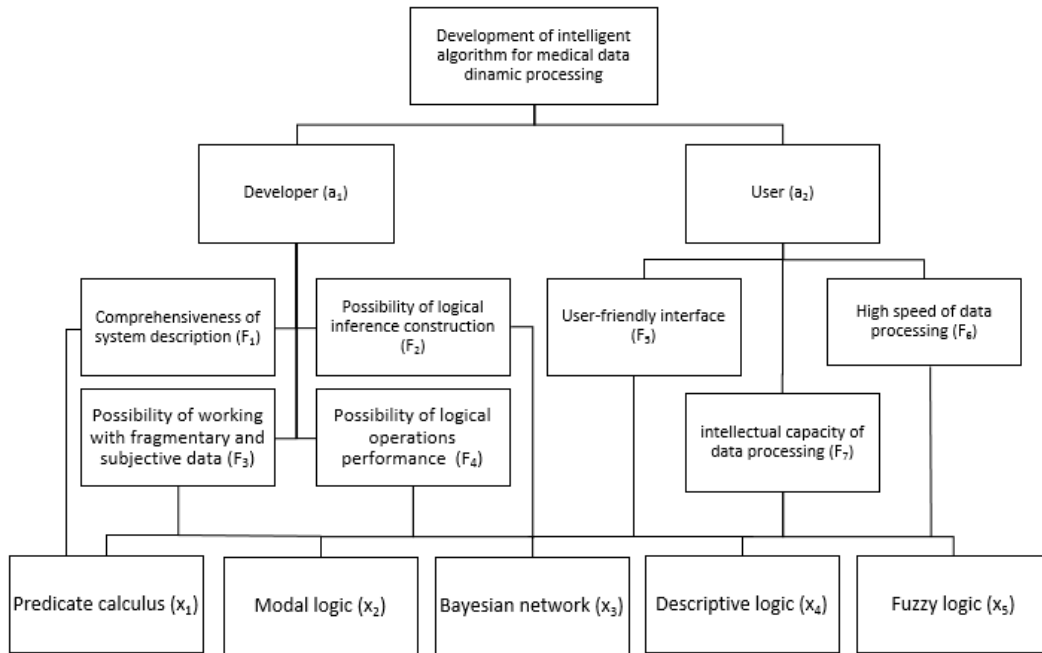 Development of intelligent
algorithm for medical data
dinamic processing
Developer (a₁)
User (a₂)
Comprehensiveness of
system description (F₁)
Possibility of logical
inference construction
(F₂)
User-friendly interface
(F₅)
High speed of data
processing (F₆)
Possibility of working
with fragmentary and
subjective data (F₃)
Possibility of logical
operations
performance (F₄)
intellectual capacity of
data processing (F₇)
Predicate calculus (x₁)
Modal logic (x₂)
Bayesian network (x₃)
Descriptive logic (x₄)
Fuzzy logic (x₅)